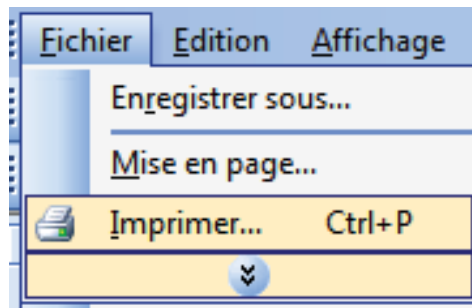 Fichier Edition Affichage
Enregistrer sous...
Mise en page...
Imprimer... Ctrl+P